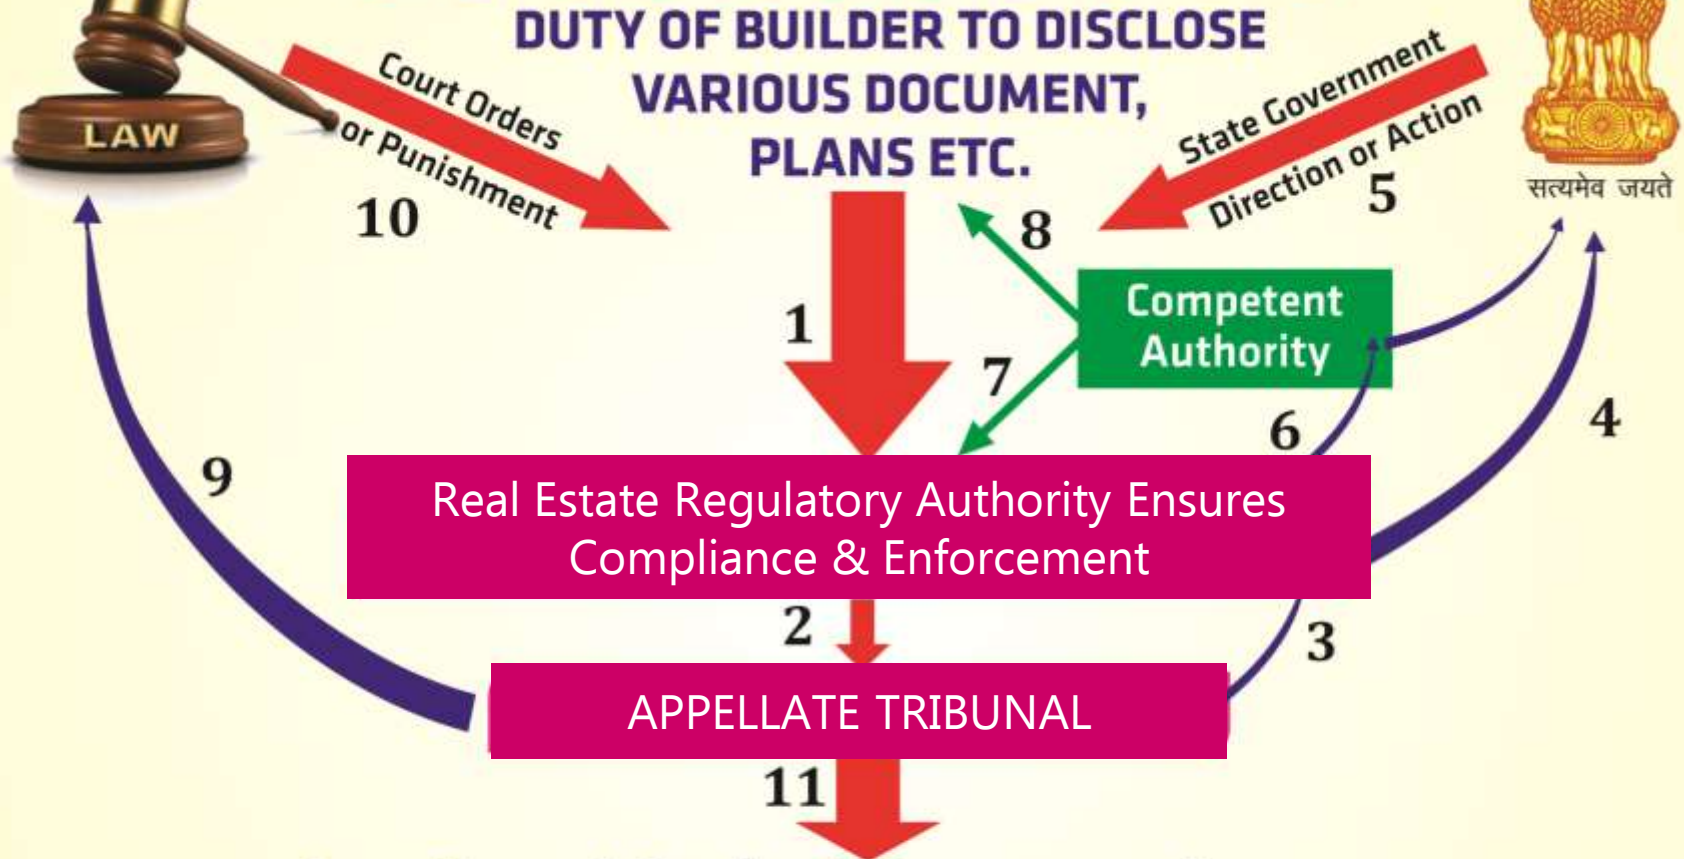 DUTY OF BUILDER TO DISCLOSE
VARIOUS DOCUMENT,
PLANS ETC.
LAW
Court Orders
or Punishment
10
State Government
Direction or Action
5
सत्यमेव जयते
8
1
Competent
Authority
7
6
4
9
Real Estate Regulatory Authority Ensures
Compliance & Enforcement
2
3
APPELLATE TRIBUNAL
11